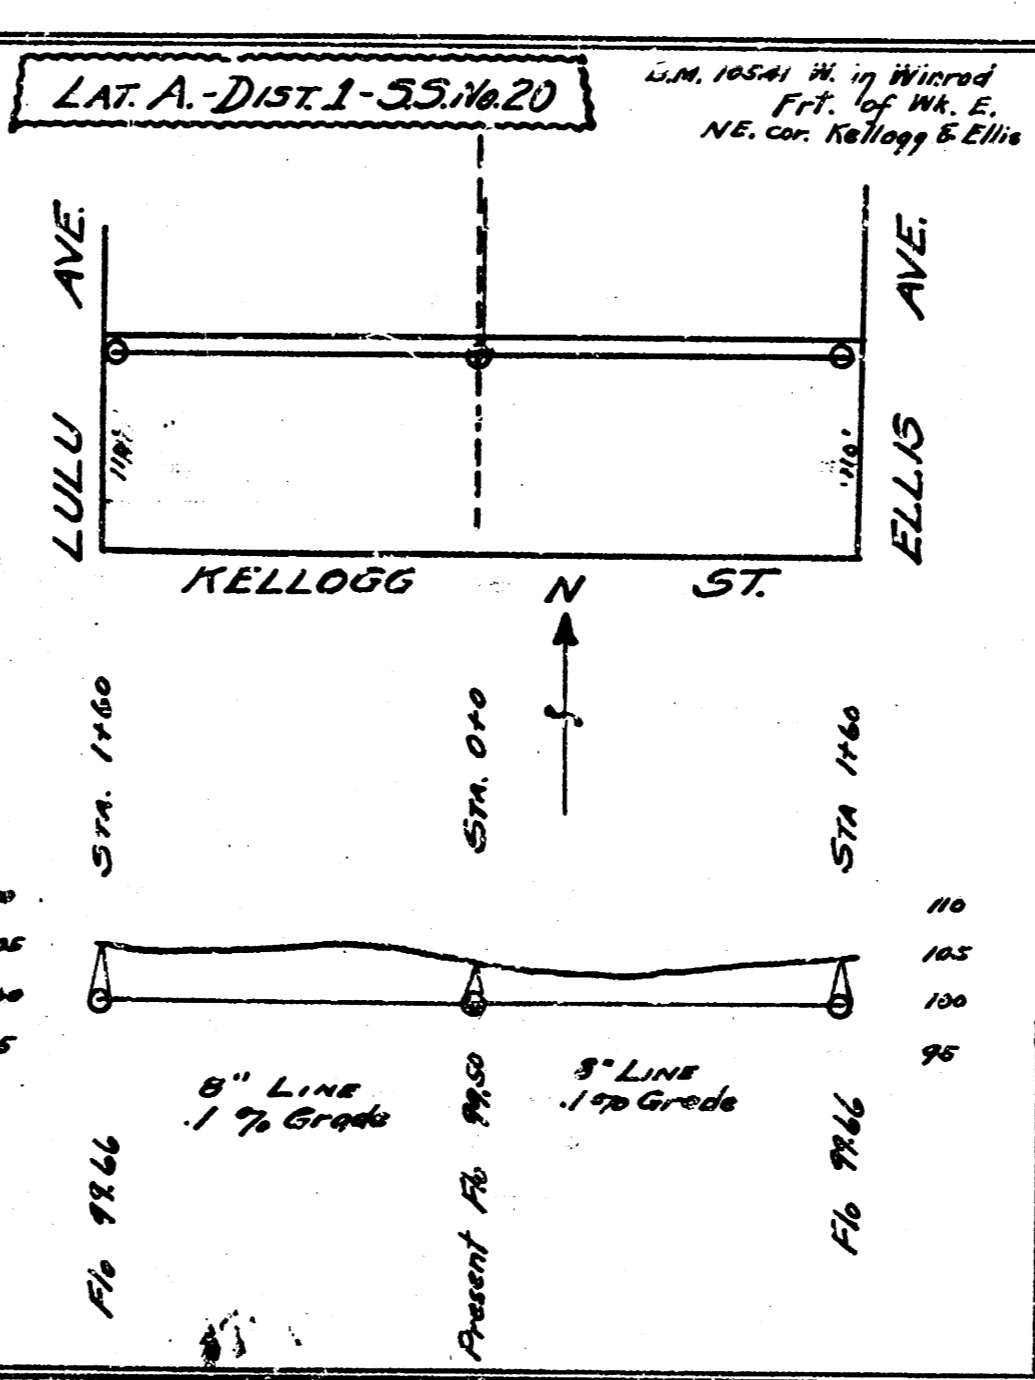 LAT. A.-DIST. 1-S.S.No.20
B.M. 105.41 W. in Winrod
Frt. of Wk. E.
NE. cor. Kellogg & Ellis
LULU AVE.
ELLIS AVE.
110'
KELLOGG ST.
N
STA. 1+60
STA. 0+0
STA 1+60
110
105
100
95
8" LINE
.1 % Grade
8" LINE
.1% Grade
Flo 99.66
Present Flo 99.50
Flo 99.66